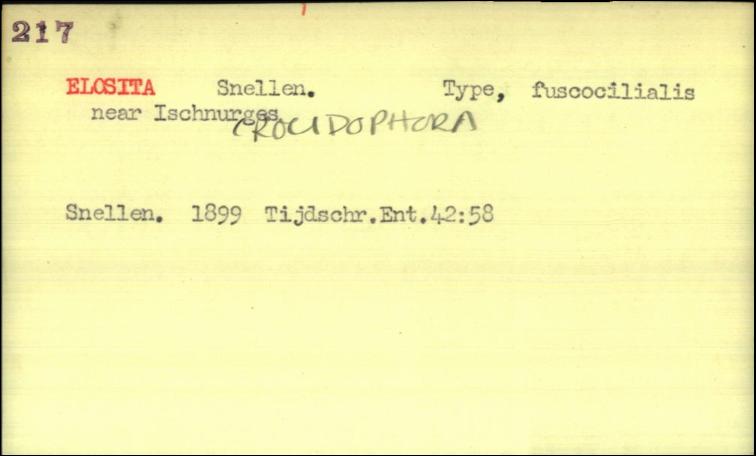 217
ELOSITA Snellen. Type, fuscocilialis
near Ischnurges
CROCIDOPHORA
Snellen. 1899 Tijdschr.Ent.42:58